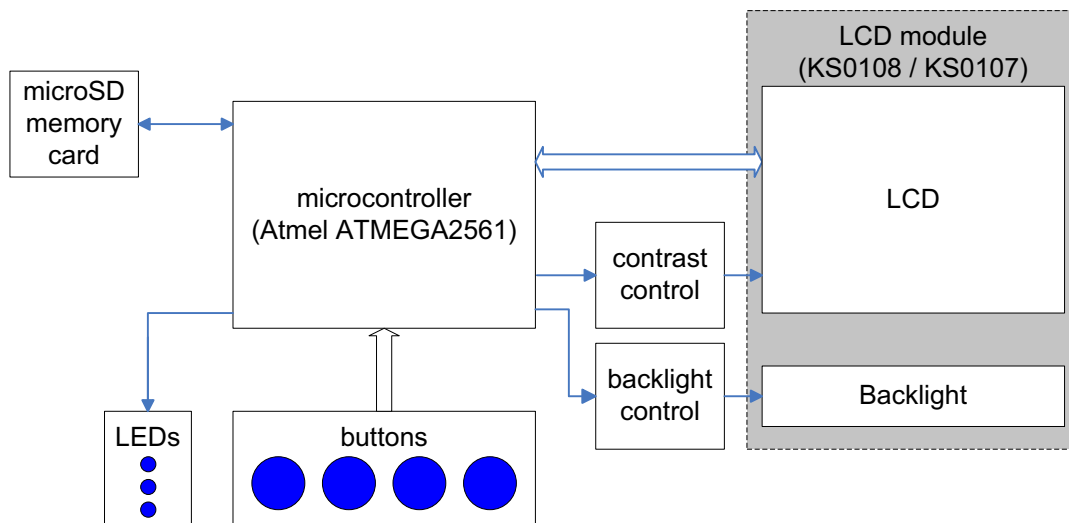 LCD module
(KS0108 / KS0107)
microSD
memory
card
microcontroller
(Atmel ATMEGA2561)
LCD
contrast
control
backlight
control
Backlight
LEDs
buttons